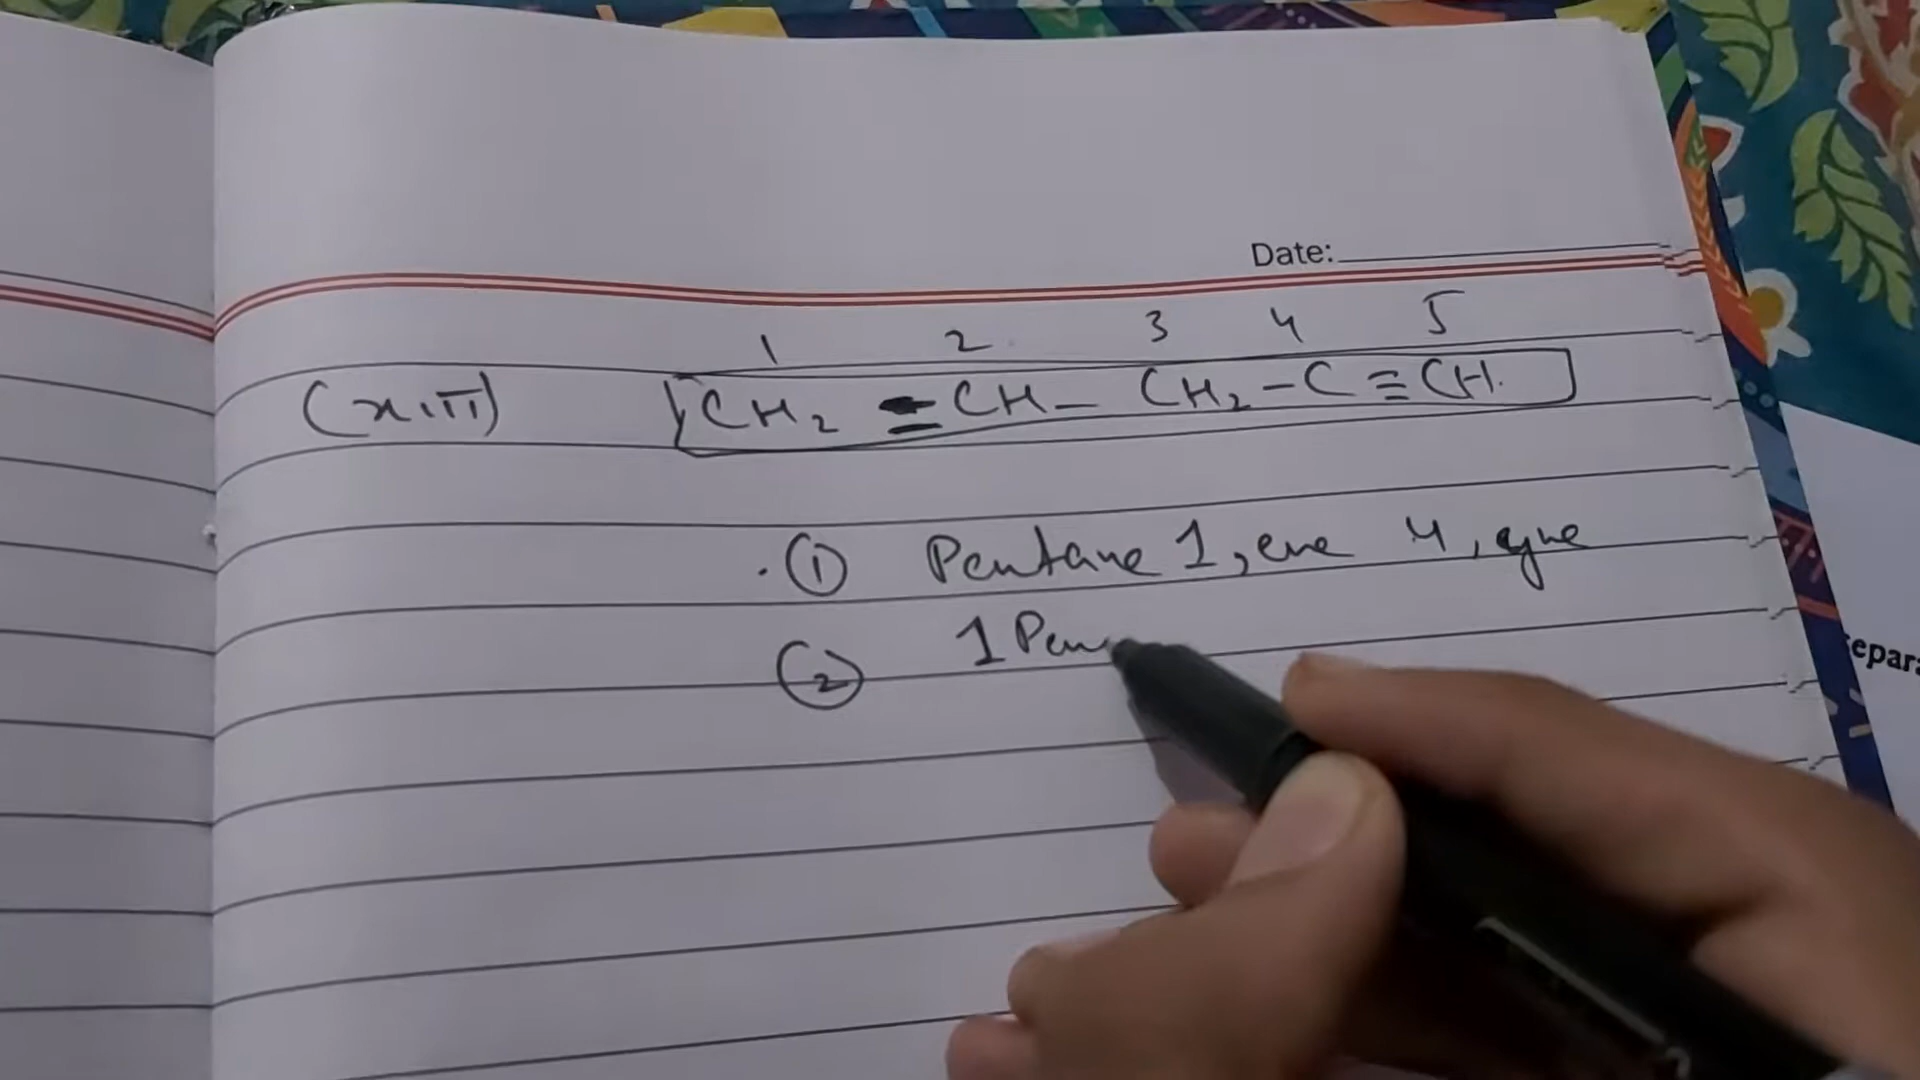 Date:
1 2 3 4 5
(xiii) CH₂ = CH – CH₂ – C ≡ CH
① Pentane 1, ene 4, yne
② 1 Pen
epara